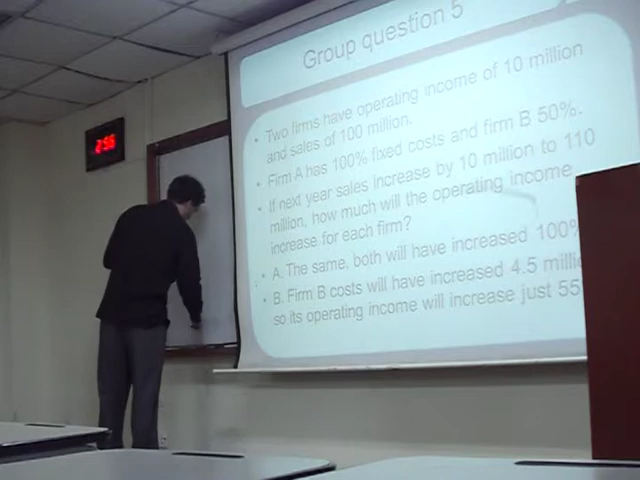 2:56
Group question 5
• Two firms have operating income of 10 million
and sales of 100 million.
• Firm A has 100% fixed costs and firm B 50%.
• If next year sales increase by 10 million to 110
million, how much will the operating income
increase for each firm?
• A. The same, both will have increased 100%
• B. Firm B costs will have increased 4.5
so its operating income will increase just 55